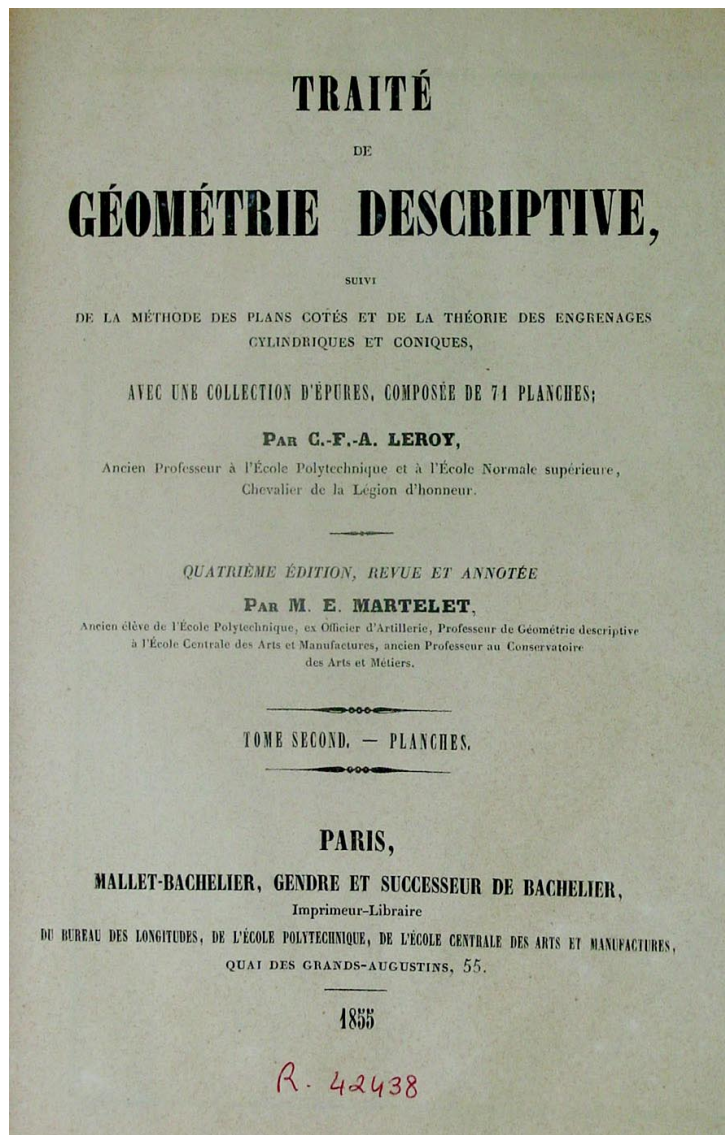 TRAITÉ
DE
GÉOMÉTRIE DESCRIPTIVE,
SUIVI
DE LA MÉTHODE DES PLANS COTÉS ET DE LA THÉORIE DES ENGRENAGES
CYLINDRIQUES ET CONIQUES,
AVEC UNE COLLECTION D'ÉPURES, COMPOSÉE DE 71 PLANCHES;
PAR C.-F.-A. LEROY,
Ancien Professeur à l'École Polytechnique et à l'École Normale supérieure,
Chevalier de la Légion d'honneur.
QUATRIÈME ÉDITION, REVUE ET ANNOTÉE
PAR M. E. MARTELET,
Ancien élève de l'École Polytechnique, ex Officier d'Artillerie, Professeur de Géométrie descriptive
à l'École Centrale des Arts et Manufactures, ancien Professeur au Conservatoire
des Arts et Métiers.
TOME SECOND. — PLANCHES.
PARIS,
MALLET-BACHELIER, GENDRE ET SUCCESSEUR DE BACHELIER,
Imprimeur-Libraire
DU BUREAU DES LONGITUDES, DE L'ÉCOLE POLYTECHNIQUE, DE L'ÉCOLE CENTRALE DES ARTS ET MANUFACTURES,
QUAI DES GRANDS-AUGUSTINS, 55.
1855
R. 42438